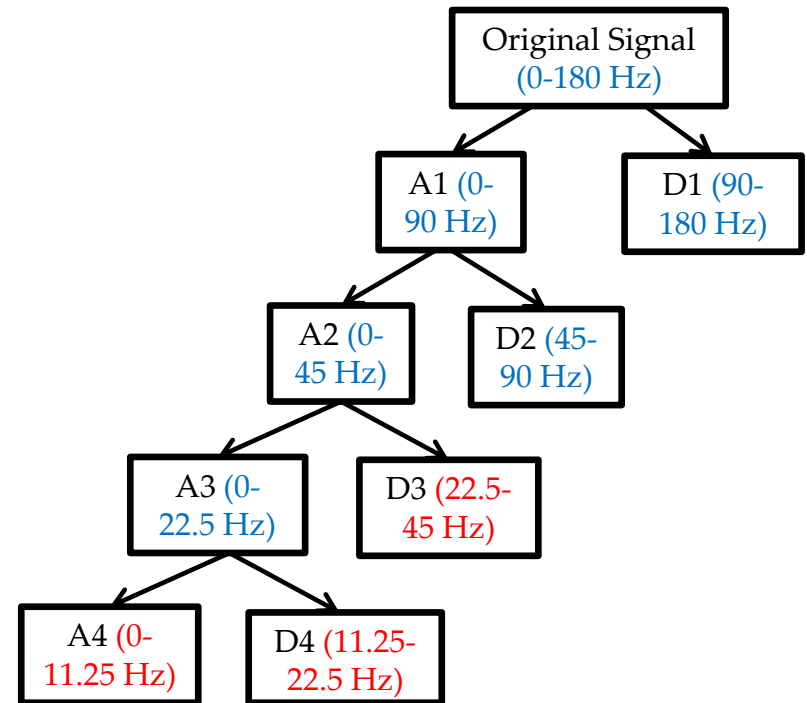 Original Signal
(0-180 Hz)
A1 (0-
90 Hz)
D1 (90-
180 Hz)
A2 (0-
45 Hz)
D2 (45-
90 Hz)
A3 (0-
22.5 Hz)
D3 (22.5-
45 Hz)
A4 (0-
11.25 Hz)
D4 (11.25-
22.5 Hz)